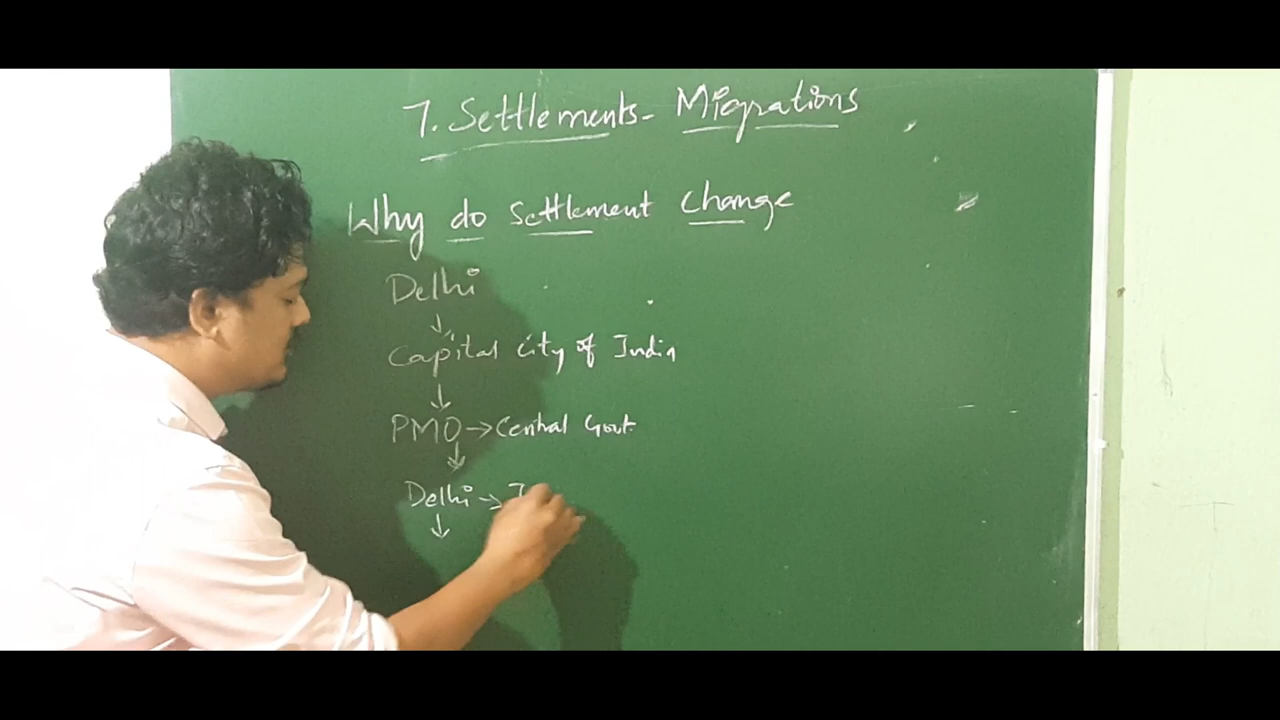 7. Settlements - Migrations
Why do Settlement Change
Delhi
↓
Capital City of India
↓
PMO → Central Govt.
↓
Delhi →
↓